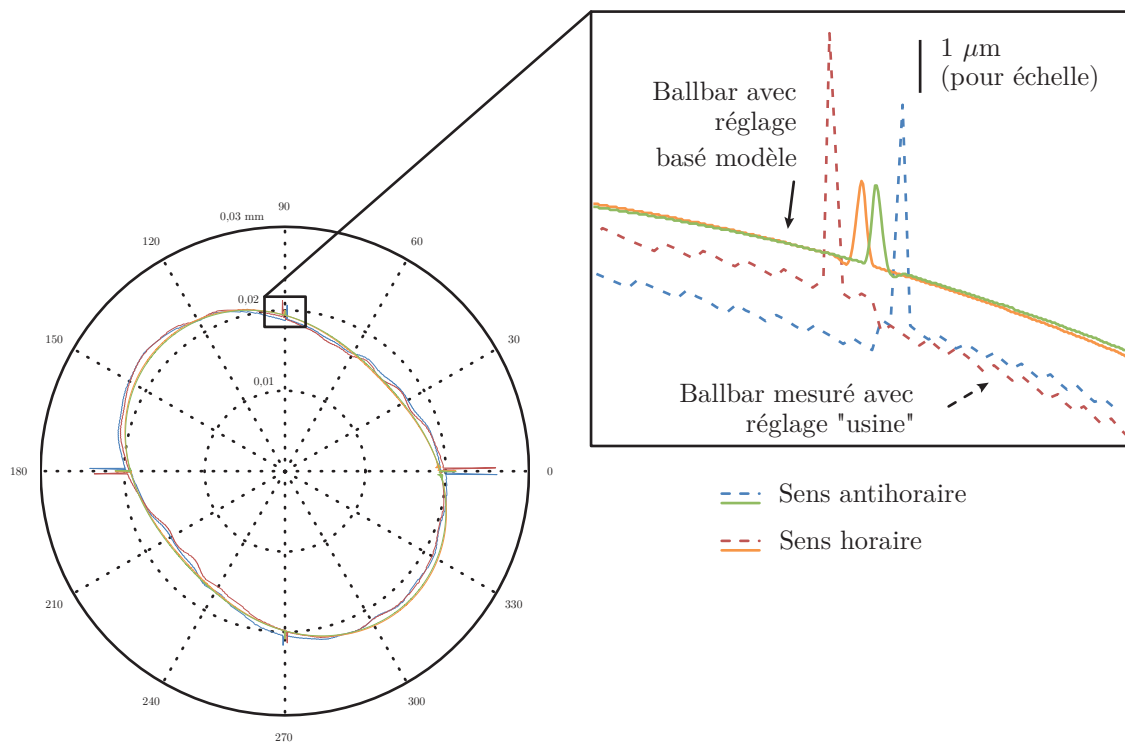 90
0,03 mm
120
60
0,02
150
30
0,01
180
0
210
330
240
300
270
1 μm
(pour échelle)
Ballbar avec
réglage
basé modèle
Ballbar mesuré avec
réglage "usine"
Sens antihoraire
Sens horaire